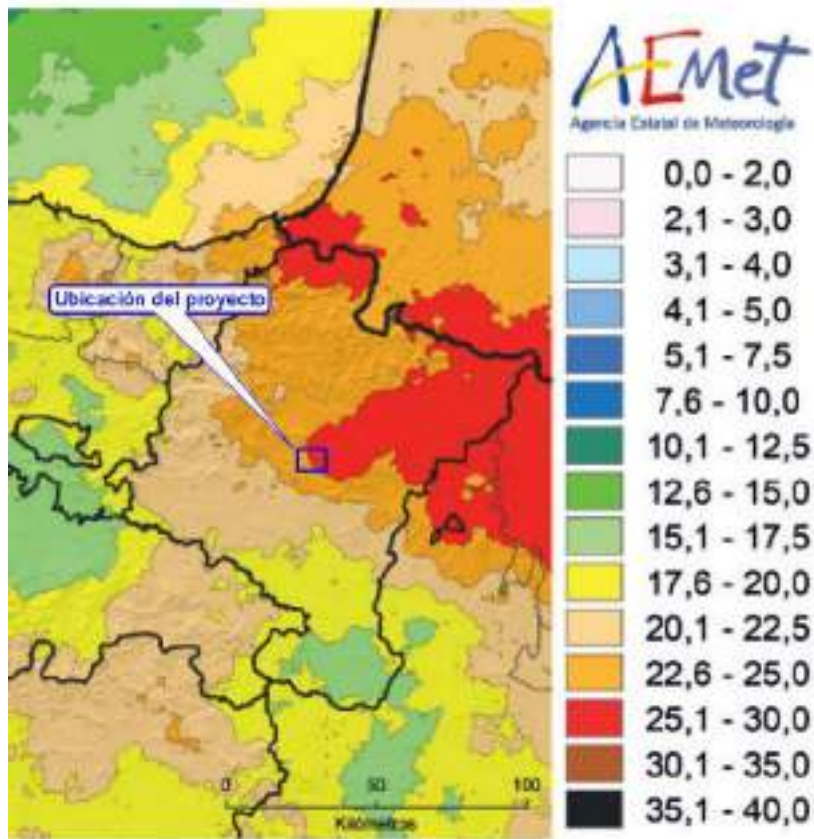 AEmet
Agencia Estatal de Meteorología
0,0 - 2,0
2,1 - 3,0
3,1 - 4,0
4,1 - 5,0
5,1 - 7,5
7,6 - 10,0
10,1 - 12,5
12,6 - 15,0
15,1 - 17,5
17,6 - 20,0
20,1 - 22,5
22,6 - 25,0
25,1 - 30,0
30,1 - 35,0
35,1 - 40,0
Ubicación del proyecto
0 50 100
Kilómetros